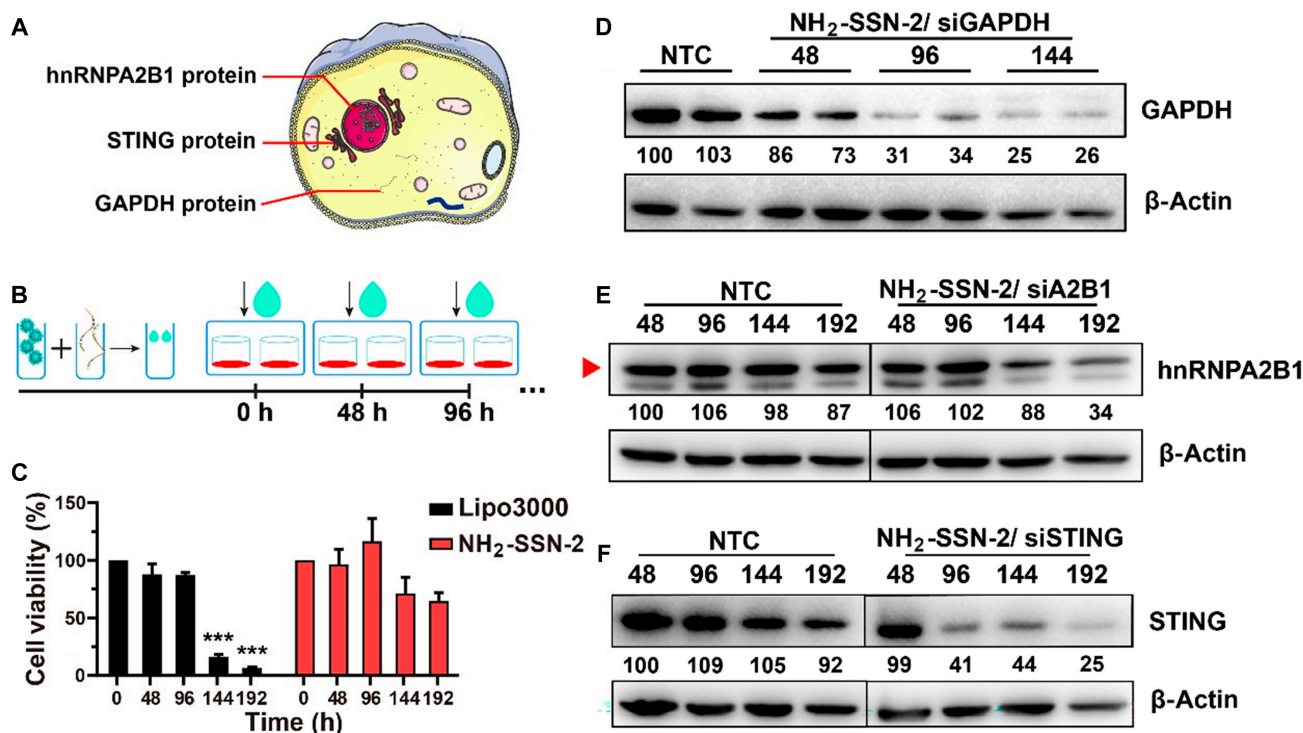 A
hnRNPA2B1 protein
STING protein
GAPDH protein
B
+
0 h 48 h 96 h ...
C
Cell viability (%)
150
100
50
0
Lipo3000
NH₂-SSN-2
*** ***
0 48 96 144 192 0 48 96 144 192
Time (h)
D
NH₂-SSN-2/ siGAPDH
NTC 48 96 144
GAPDH
100 103 86 73 31 34 25 26
β-Actin
E
NTC NH₂-SSN-2/ siA2B1
48 96 144 192 48 96 144 192
hnRNPA2B1
100 106 98 87 106 102 88 34
β-Actin
F
NTC NH₂-SSN-2/ siSTING
48 96 144 192 48 96 144 192
STING
100 109 105 92 99 41 44 25
β-Actin